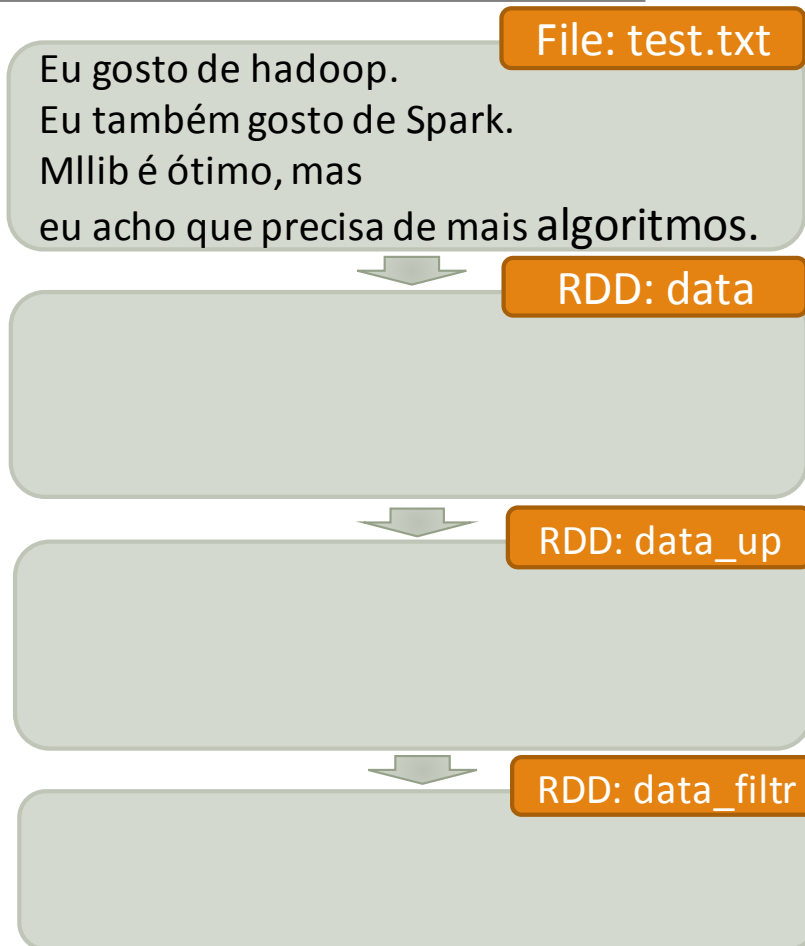 File: test.txt
Eu gosto de hadoop.
Eu também gosto de Spark.
Mllib é ótimo, mas
eu acho que precisa de mais algoritmos.
RDD: data
RDD: data_up
RDD: data_filtr